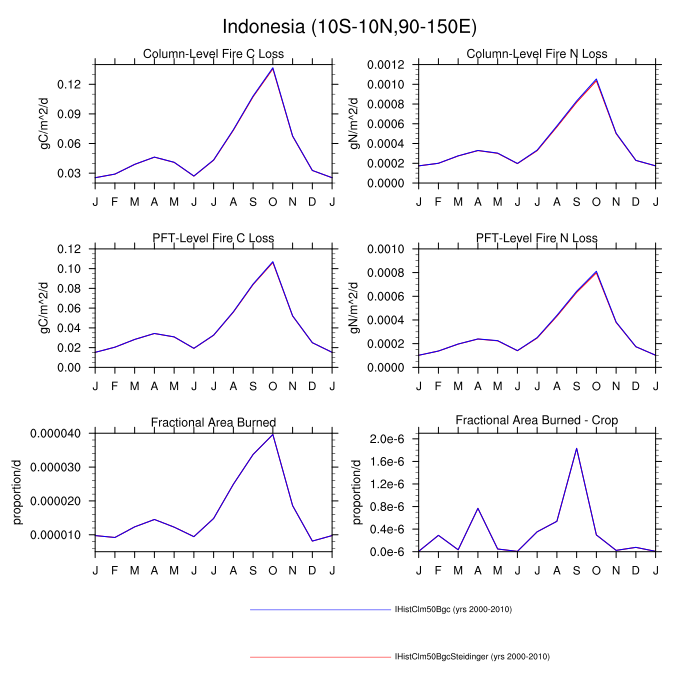 Indonesia (10S-10N,90-150E)
Column-Level Fire C Loss
gC/m^2/d
0.12
0.09
0.06
0.03
J F M A M J J A S O N D J
Column-Level Fire N Loss
gN/m^2/d
0.0012
0.0010
0.0008
0.0006
0.0004
0.0002
0.0000
J F M A M J J A S O N D J
PFT-Level Fire C Loss
gC/m^2/d
0.12
0.10
0.08
0.06
0.04
0.02
0.00
J F M A M J J A S O N D J
PFT-Level Fire N Loss
gN/m^2/d
0.0010
0.0008
0.0006
0.0004
0.0002
0.0000
J F M A M J J A S O N D J
Fractional Area Burned
proportion/d
0.000040
0.000030
0.000020
0.000010
J F M A M J J A S O N D J
Fractional Area Burned - Crop
proportion/d
2.0e-6
1.6e-6
1.2e-6
0.8e-6
0.4e-6
0.0e-6
J F M A M J J A S O N D J
IHistClm50Bgc (yrs 2000-2010)
IHistClm50BgcSteidinger (yrs 2000-2010)